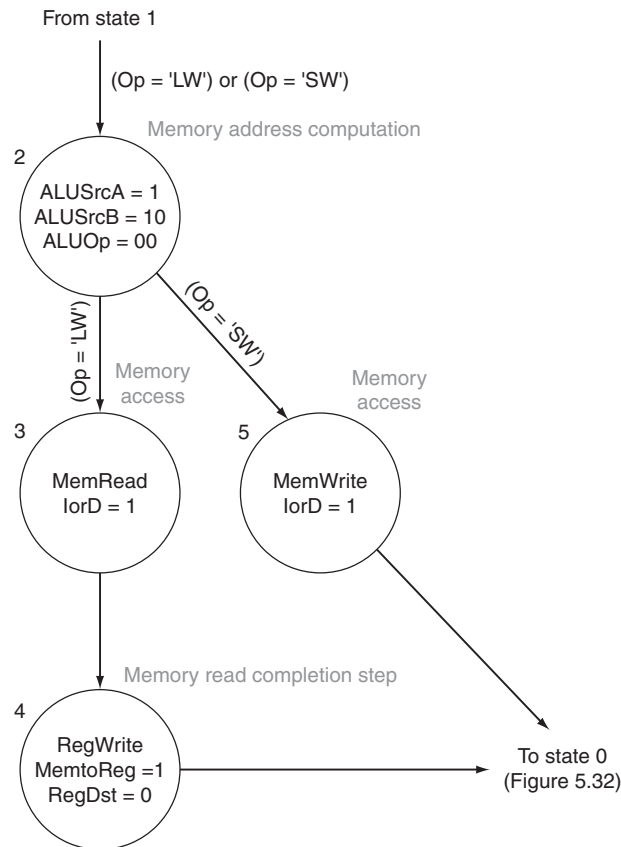 From state 1
(Op = 'LW') or (Op = 'SW')
Memory address computation
2
ALUSrcA = 1
ALUSrcB = 10
ALUOp = 00
(Op = 'LW')
(Op = 'SW')
Memory
access
Memory
access
3
5
MemRead
IorD = 1
MemWrite
IorD = 1
Memory read completion step
4
RegWrite
MemtoReg =1
RegDst = 0
To state 0
(Figure 5.32)